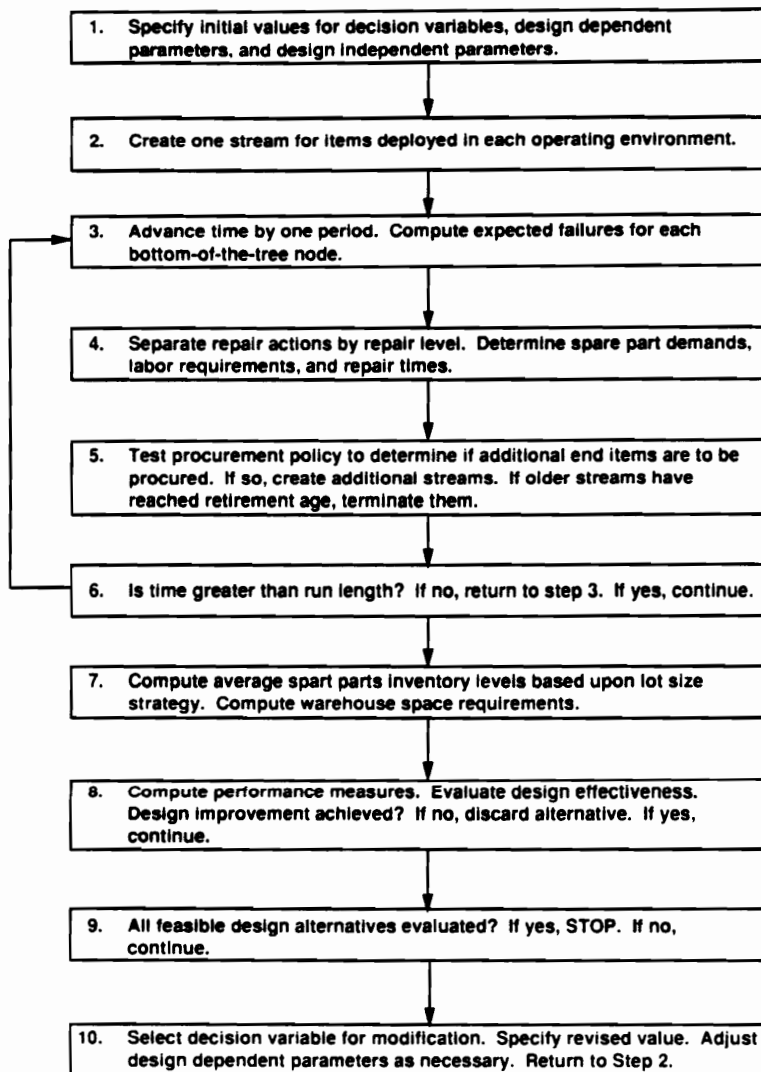 1. Specify initial values for decision variables, design dependent
parameters, and design independent parameters.
2. Create one stream for items deployed in each operating environment.
3. Advance time by one period. Compute expected failures for each
bottom-of-the-tree node.
4. Separate repair actions by repair level. Determine spare part demands,
labor requirements, and repair times.
5. Test procurement policy to determine if additional end items are to be
procured. If so, create additional streams. If older streams have
reached retirement age, terminate them.
6. Is time greater than run length? If no, return to step 3. If yes, continue.
7. Compute average spart parts inventory levels based upon lot size
strategy. Compute warehouse space requirements.
8. Compute performance measures. Evaluate design effectiveness.
Design improvement achieved? If no, discard alternative. If yes,
continue.
9. All feasible design alternatives evaluated? If yes, STOP. If no,
continue.
10. Select decision variable for modification. Specify revised value. Adjust
design dependent parameters as necessary. Return to Step 2.